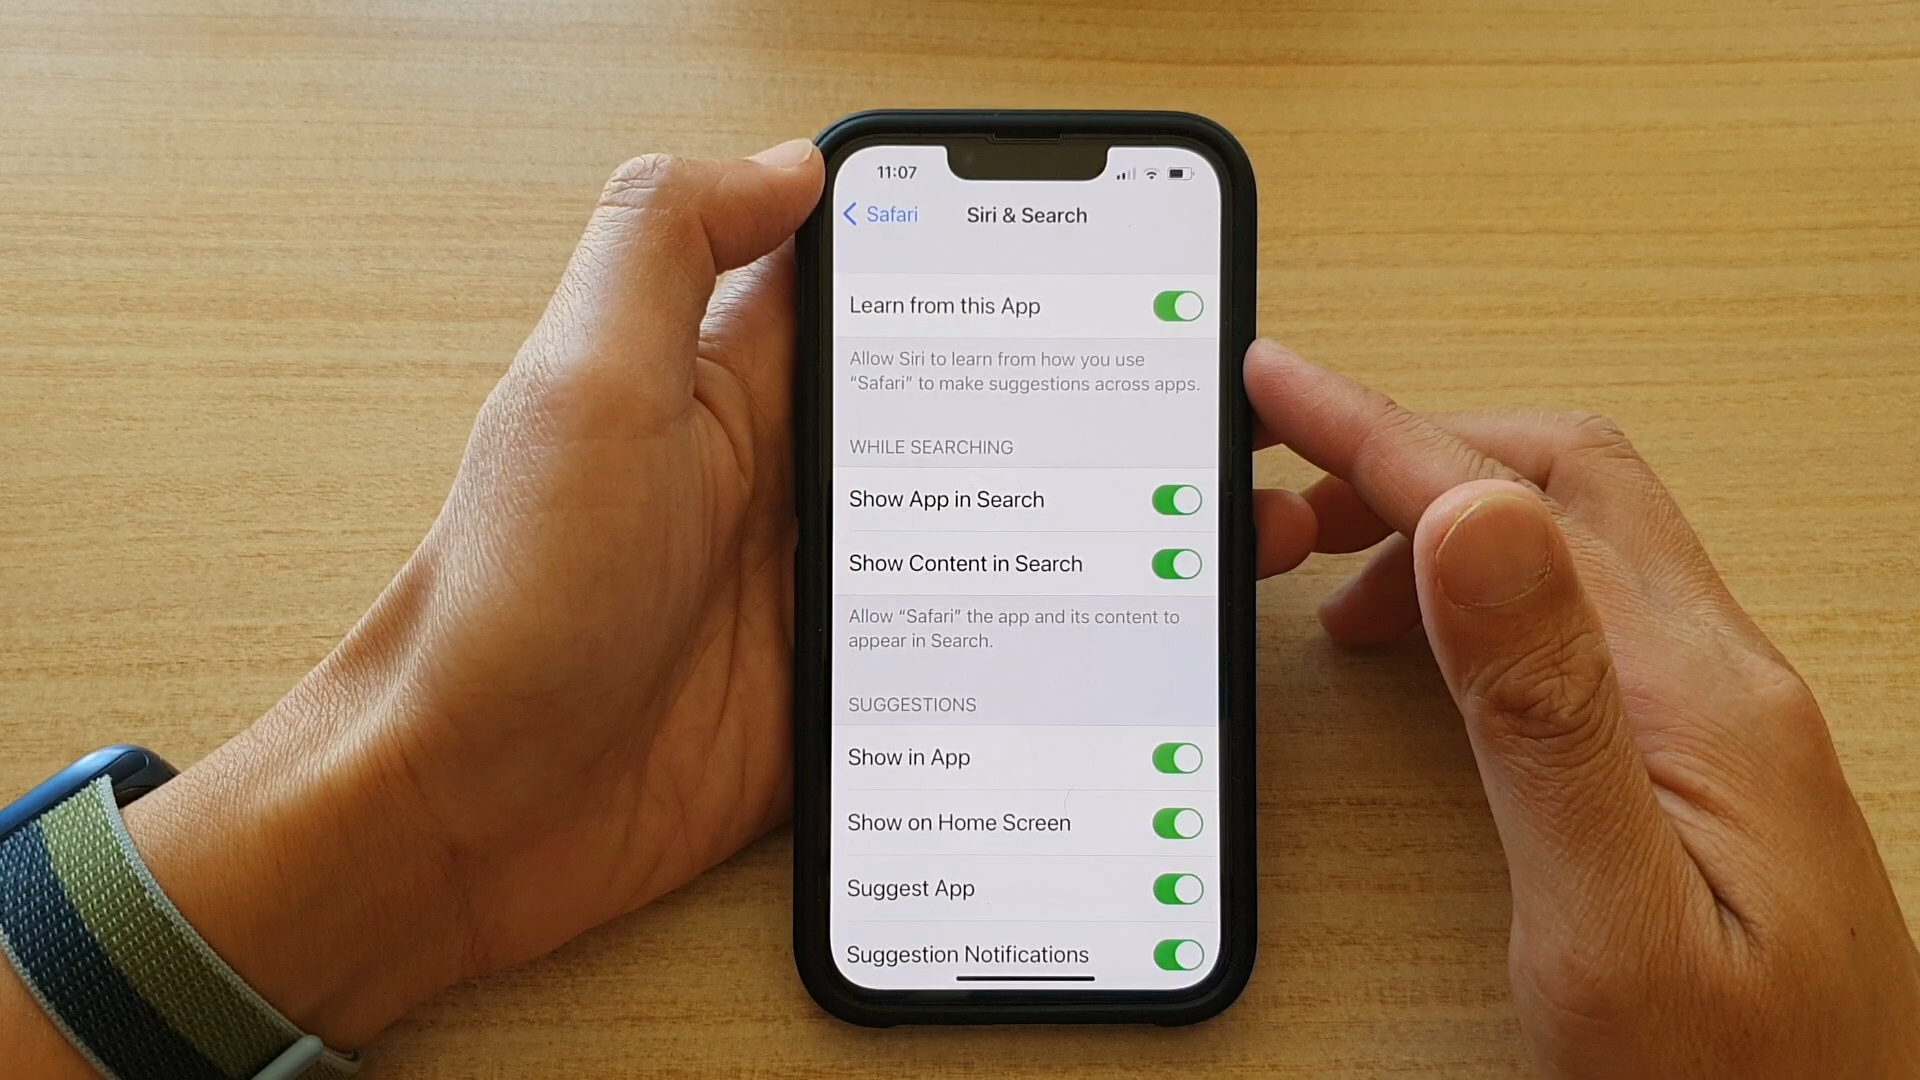 11:07
Safari
Siri & Search
Learn from this App
Allow Siri to learn from how you use
“Safari” to make suggestions across apps.
WHILE SEARCHING
Show App in Search
Show Content in Search
Allow “Safari” the app and its content to
appear in Search.
SUGGESTIONS
Show in App
Show on Home Screen
Suggest App
Suggestion Notifications